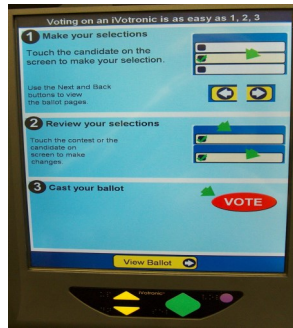 Voting on an iVotronic is as easy as 1, 2, 3
1 Make your selections
Touch the candidate on the
screen to make your selection.
Use the Next and Back
buttons to view
the ballot pages.
2 Review your selections
Touch the contest or the
candidate on
screen to make
changes.
3 Cast your ballot
VOTE
View Ballot
iVotronic